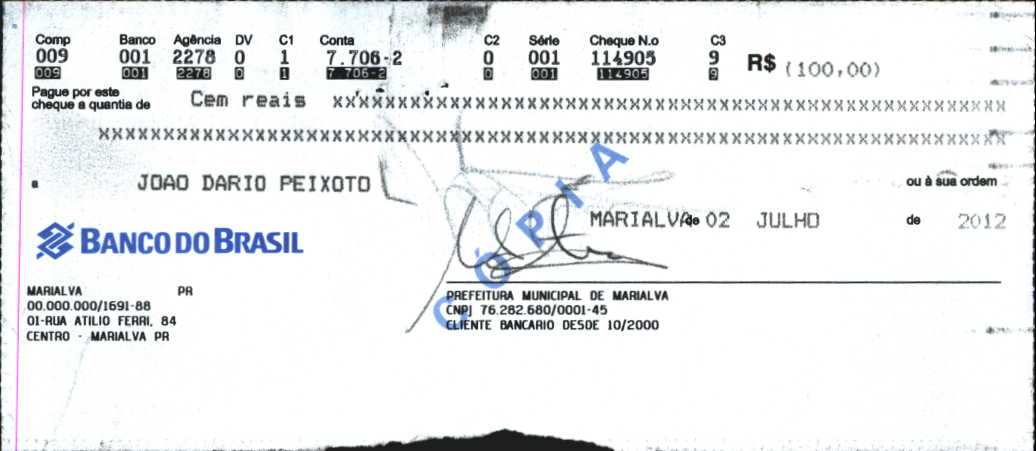 Comp Banco Agência DV C1 Conta C2 Série Cheque N.o C3
009 001 2278 0 1 7.706-2 0 001 114905 9 R$ (100,00)
009 001 2278 0 1 7 706-2 0 001 114905 9
Pague por este
cheque a quantia de Cem reais xxxxxxxxxxxxxxxxxxxxxxxxxxxxxxxxxxxxxxxxxxxxxxxxxxxxxxxxx
xxxxxxxxxxxxxxxxxxxxxxxxxxxxxxxxxxxxxxxxxxxxxxxxxxxxxxxxxxxxxxxxxxxxxxxxxxxxx
a JOAO DARIO PEIXOTO ou à sua ordem
MARIALVA de 02 JULHO de 2012
CÓPIA
BANCO DO BRASIL
MARIALVA PR
00.000.000/1691-88
01-RUA ATILIO FERRI, 84
CENTRO - MARIALVA PR
PREFEITURA MUNICIPAL DE MARIALVA
CNPJ 76.282.680/0001-45
CLIENTE BANCARIO DESDE 10/2000